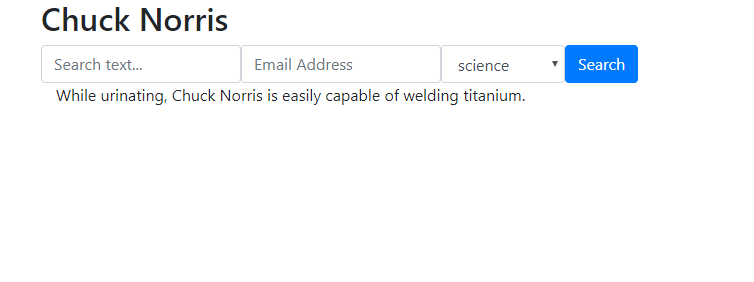 Chuck Norris
Search text... Email Address science Search
While urinating, Chuck Norris is easily capable of welding titanium.